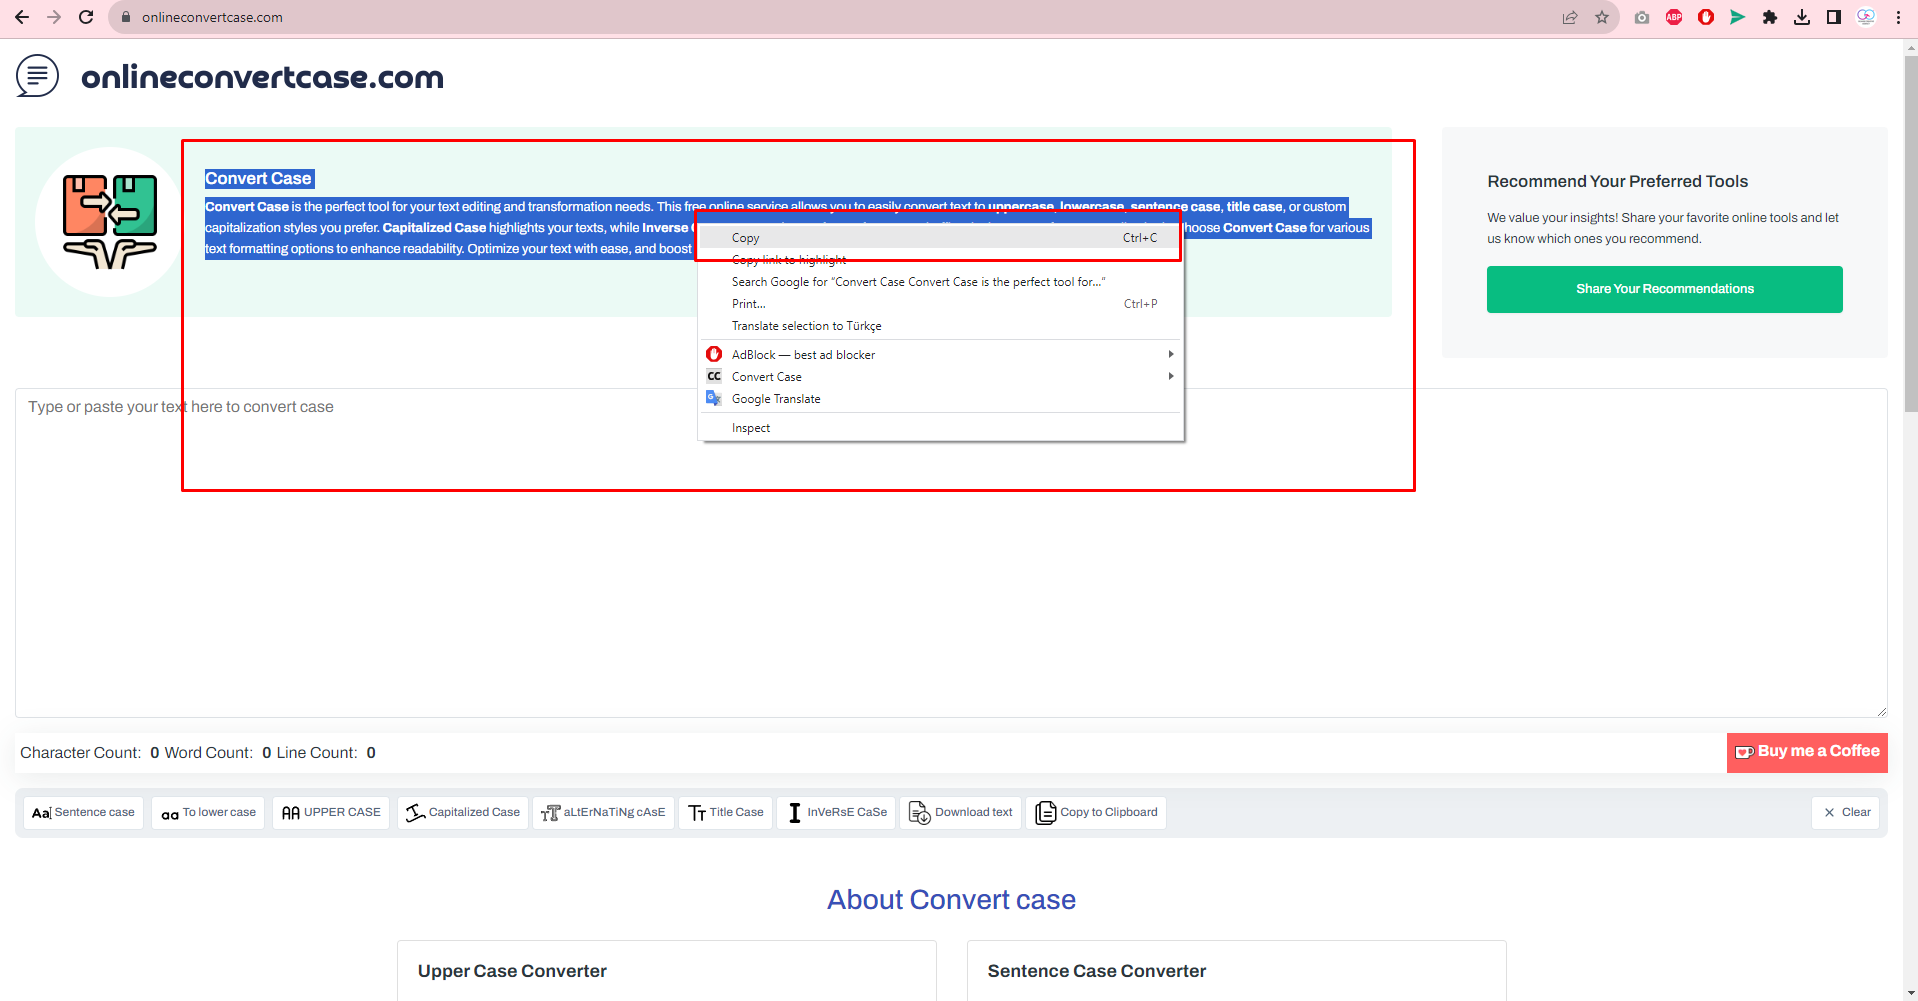 onlineconvertcase.com
ABP
onlineconvertcase.com
Convert Case
Convert Case is the perfect tool for your text editing and transformation needs. This free online service allows you to easily convert text to uppercase, lowercase, sentence case, title case, or custom
capitalization styles you prefer. Capitalized Case highlights your texts, while Inverse hoose Convert Case for various
text formatting options to enhance readability. Optimize your text with ease, and boost
Recommend Your Preferred Tools
We value your insights! Share your favorite online tools and let
us know which ones you recommend.
Share Your Recommendations
Copy Ctrl+C
Copy link to highlight
Search Google for “Convert Case Convert Case is the perfect tool for...”
Print... Ctrl+P
Translate selection to Türkçe
AdBlock — best ad blocker
CC Convert Case
Google Translate
Inspect
Type or paste your text here to convert case
Character Count: 0 Word Count: 0 Line Count: 0
Buy me a Coffee
Aa Sentence case
aa To lower case
AA UPPER CASE
Capitalized Case
TT aLtErNaTiNg cAsE
TT Title Case
I InVeRsE CaSe
Download text
Copy to Clipboard
× Clear
About Convert case
Upper Case Converter
Sentence Case Converter